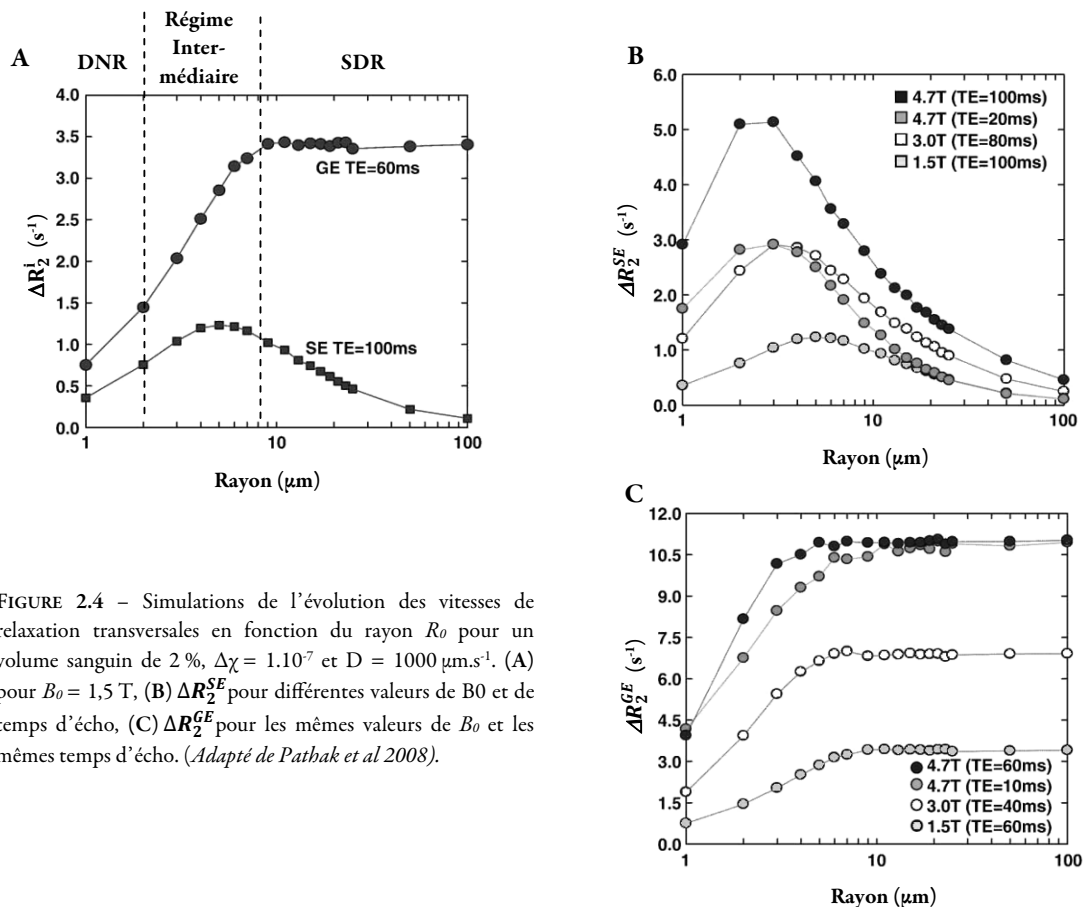 A
DNR
Régime
Inter-
médiaire
SDR
4.0
3.5
3.0
2.5
2.0
1.5
1.0
0.5
0.0
ΔR₂ⁱ (s⁻¹)
GE TE=60ms
SE TE=100ms
1
10
100
Rayon (µm)
B
6.0
5.0
4.0
3.0
2.0
1.0
0.0
ΔR₂ˢᴱ (s⁻¹)
4.7T (TE=100ms)
4.7T (TE=20ms)
3.0T (TE=80ms)
1.5T (TE=100ms)
1
10
100
Rayon (µm)
C
12.0
10.5
9.0
7.5
6.0
4.5
3.0
1.5
0.0
ΔR₂ᴳᴱ (s⁻¹)
4.7T (TE=60ms)
4.7T (TE=10ms)
3.0T (TE=40ms)
1.5T (TE=60ms)
1
10
100
Rayon (µm)
FIGURE 2.4 – Simulations de l'évolution des vitesses de
relaxation transversales en fonction du rayon R₀ pour un
volume sanguin de 2 %, Δχ = 1.10⁻⁷ et D = 1000 µm.s⁻¹. (A)
pour B₀ = 1,5 T, (B) ΔR₂ˢᴱ pour différentes valeurs de B0 et de
temps d'écho, (C) ΔR₂ᴳᴱ pour les mêmes valeurs de B₀ et les
mêmes temps d'écho. (Adapté de Pathak et al 2008).